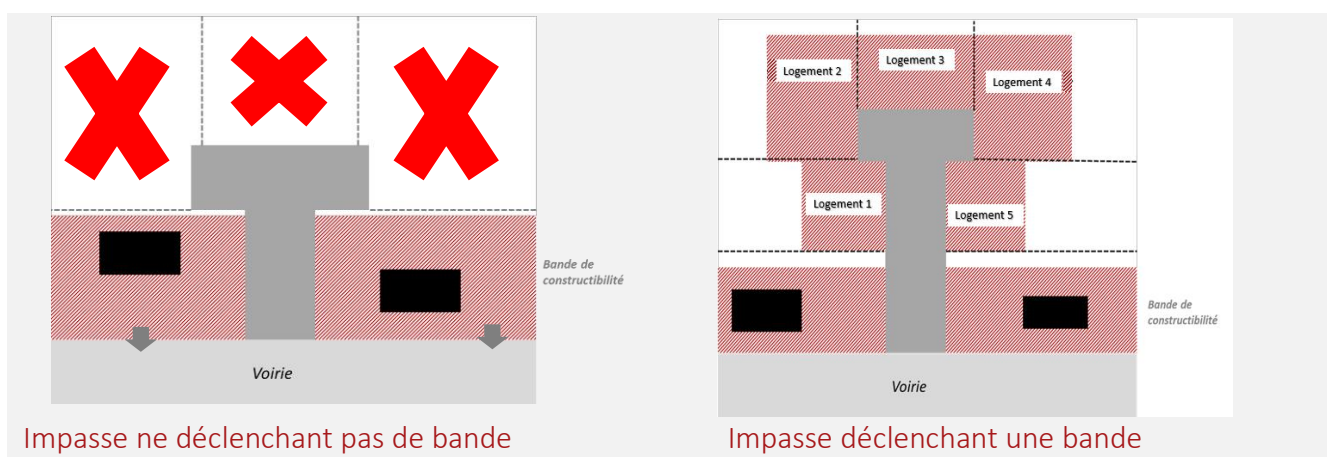 Bande de
constructibilité
Voirie
Impasse ne déclenchant pas de bande
Logement 2
Logement 3
Logement 4
Logement 1
Logement 5
Bande de
constructibilité
Voirie
Impasse déclenchant une bande